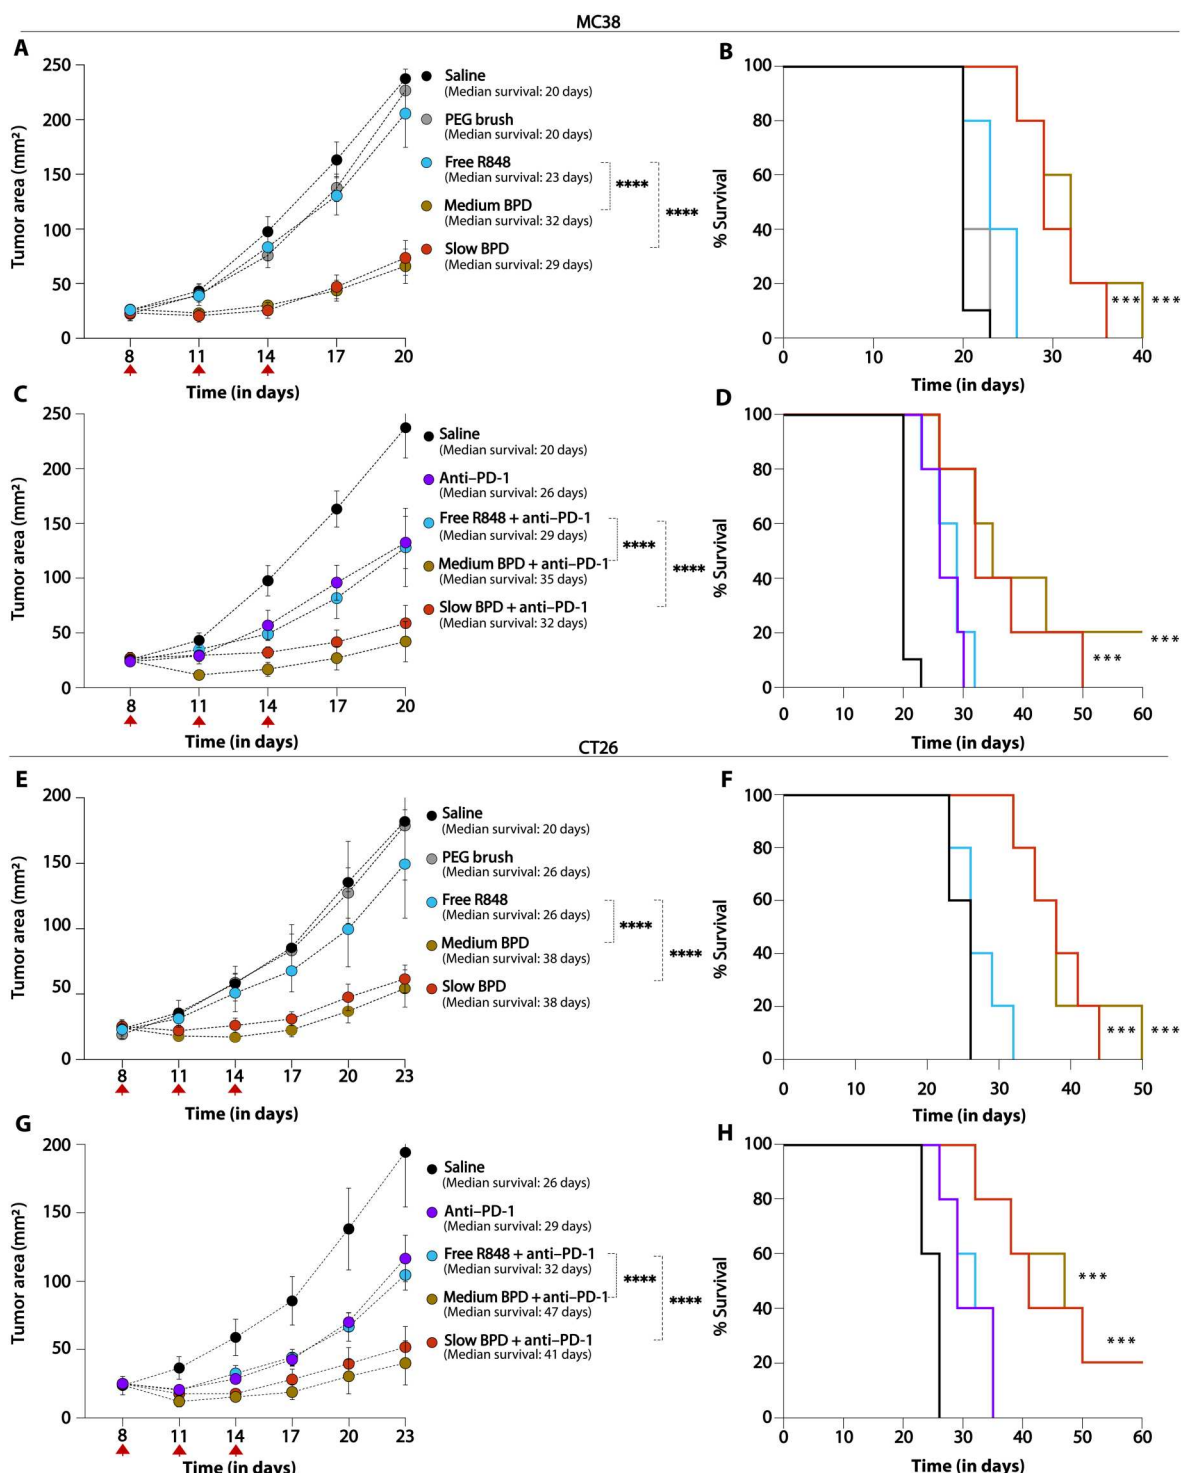 MC38
A
250
200
150
100
50
0
Tumor area (mm²)
8 11 14 17 20
Time (in days)
Saline
(Median survival: 20 days)
PEG brush
(Median survival: 20 days)
Free R848
(Median survival: 23 days)
Medium BPD
(Median survival: 32 days)
Slow BPD
(Median survival: 29 days)
****
****
B
100
80
60
40
20
0
% Survival
*** ***
0 10 20 30 40
Time (in days)
C
250
200
150
100
50
0
Tumor area (mm²)
8 11 14 17 20
Time (in days)
Saline
(Median survival: 20 days)
Anti–PD-1
(Median survival: 26 days)
Free R848 + anti–PD-1
(Median survival: 29 days)
Medium BPD + anti–PD-1
(Median survival: 35 days)
Slow BPD + anti–PD-1
(Median survival: 32 days)
****
****
D
100
80
60
40
20
0
% Survival
***
***
0 10 20 30 40 50 60
Time (in days)
CT26
E
200
150
100
50
0
Tumor area (mm²)
8 11 14 17 20 23
Time (in days)
Saline
(Median survival: 20 days)
PEG brush
(Median survival: 26 days)
Free R848
(Median survival: 26 days)
Medium BPD
(Median survival: 38 days)
Slow BPD
(Median survival: 38 days)
****
****
F
100
80
60
40
20
0
% Survival
*** ***
0 10 20 30 40 50
Time (in days)
G
200
150
100
50
0
Tumor area (mm²)
8 11 14 17 20 23
Time (in days)
Saline
(Median survival: 26 days)
Anti–PD-1
(Median survival: 29 days)
Free R848 + anti–PD-1
(Median survival: 32 days)
Medium BPD + anti–PD-1
(Median survival: 47 days)
Slow BPD + anti–PD-1
(Median survival: 41 days)
****
****
H
100
80
60
40
20
0
% Survival
***
***
0 10 20 30 40 50 60
Time (in days)